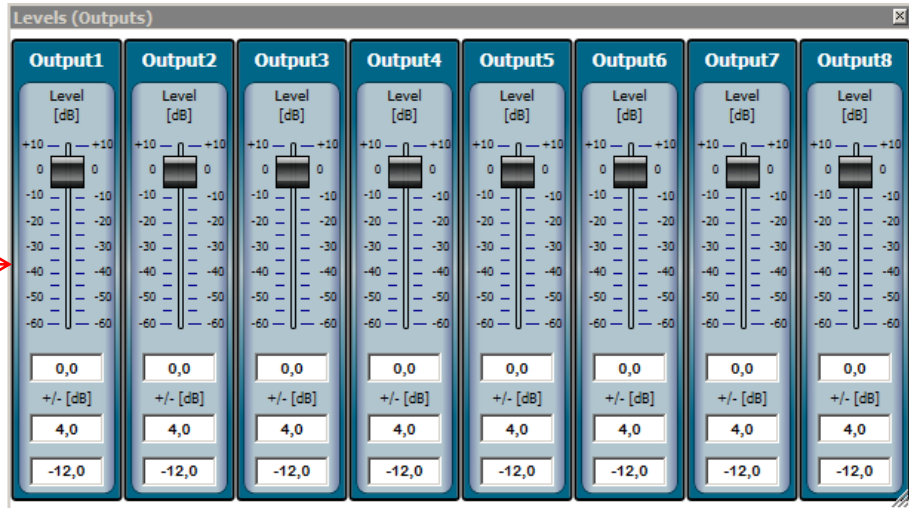 Levels (Outputs)
Output1 Output2 Output3 Output4 Output5 Output6 Output7 Output8
Level Level Level Level Level Level Level Level
[dB] [dB] [dB] [dB] [dB] [dB] [dB] [dB]
+10 +10 +10 +10 +10 +10 +10 +10 +10 +10 +10 +10 +10 +10 +10 +10
0 0 0 0 0 0 0 0 0 0 0 0 0 0 0 0
-10 -10 -10 -10 -10 -10 -10 -10 -10 -10 -10 -10 -10 -10 -10 -10
-20 -20 -20 -20 -20 -20 -20 -20 -20 -20 -20 -20 -20 -20 -20 -20
-30 -30 -30 -30 -30 -30 -30 -30 -30 -30 -30 -30 -30 -30 -30 -30
-40 -40 -40 -40 -40 -40 -40 -40 -40 -40 -40 -40 -40 -40 -40 -40
-50 -50 -50 -50 -50 -50 -50 -50 -50 -50 -50 -50 -50 -50 -50 -50
-60 -60 -60 -60 -60 -60 -60 -60 -60 -60 -60 -60 -60 -60 -60 -60
0,0 0,0 0,0 0,0 0,0 0,0 0,0 0,0
+/- [dB] +/- [dB] +/- [dB] +/- [dB] +/- [dB] +/- [dB] +/- [dB] +/- [dB]
4,0 4,0 4,0 4,0 4,0 4,0 4,0 4,0
-12,0 -12,0 -12,0 -12,0 -12,0 -12,0 -12,0 -12,0